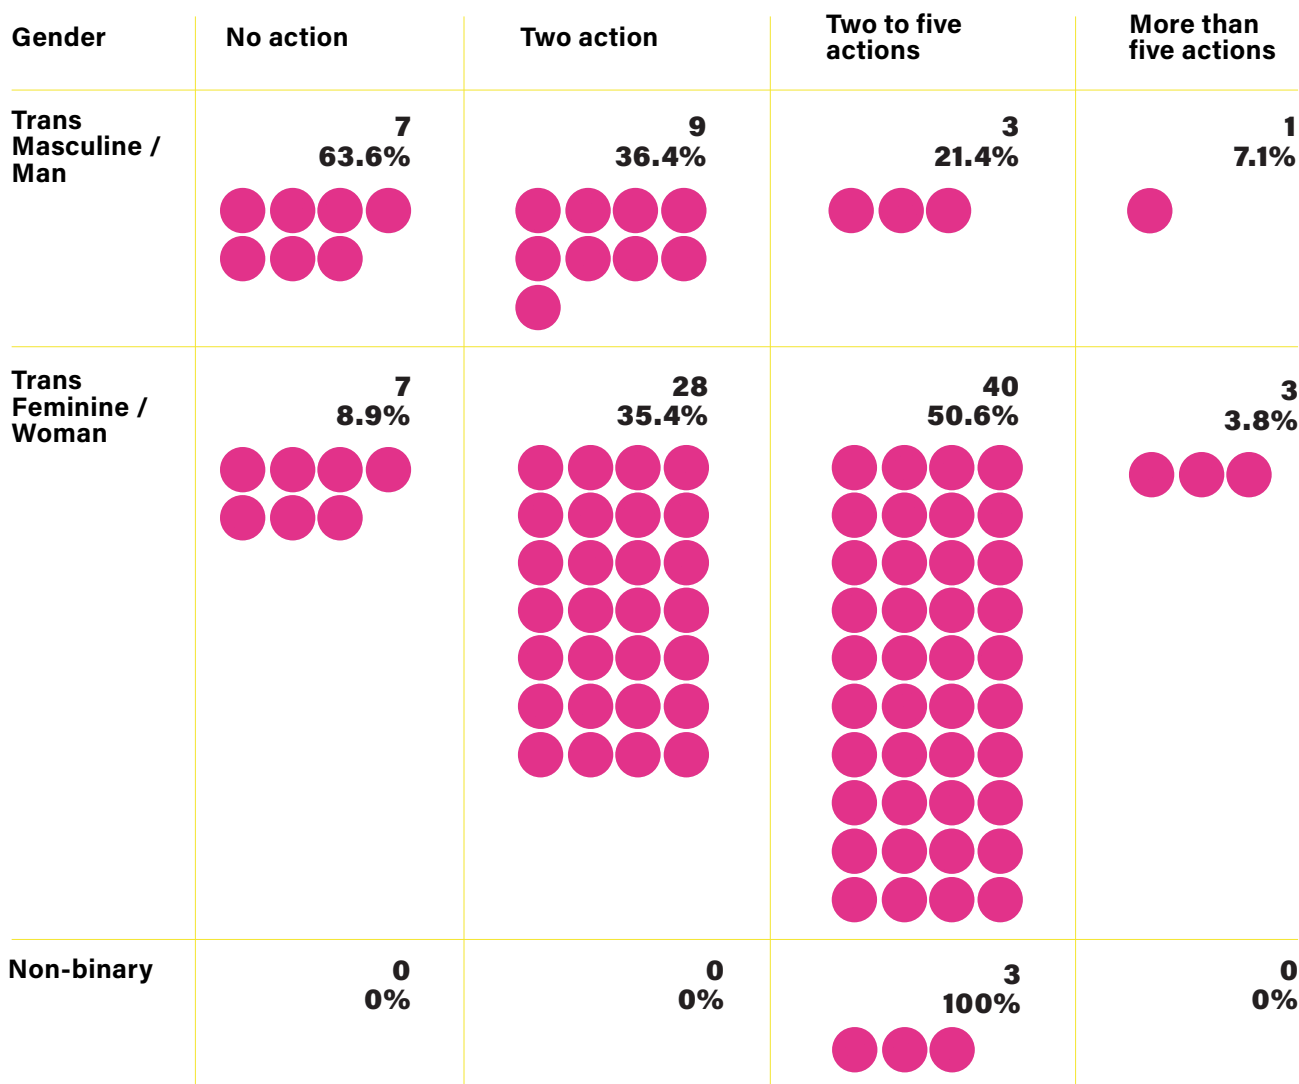 Gender
No action
Two action
Two to five
actions
More than
five actions
Trans
Masculine /
Man
7
63.6%
9
36.4%
3
21.4%
1
7.1%
Trans
Feminine /
Woman
7
8.9%
28
35.4%
40
50.6%
3
3.8%
Non-binary
0
0%
0
0%
3
100%
0
0%